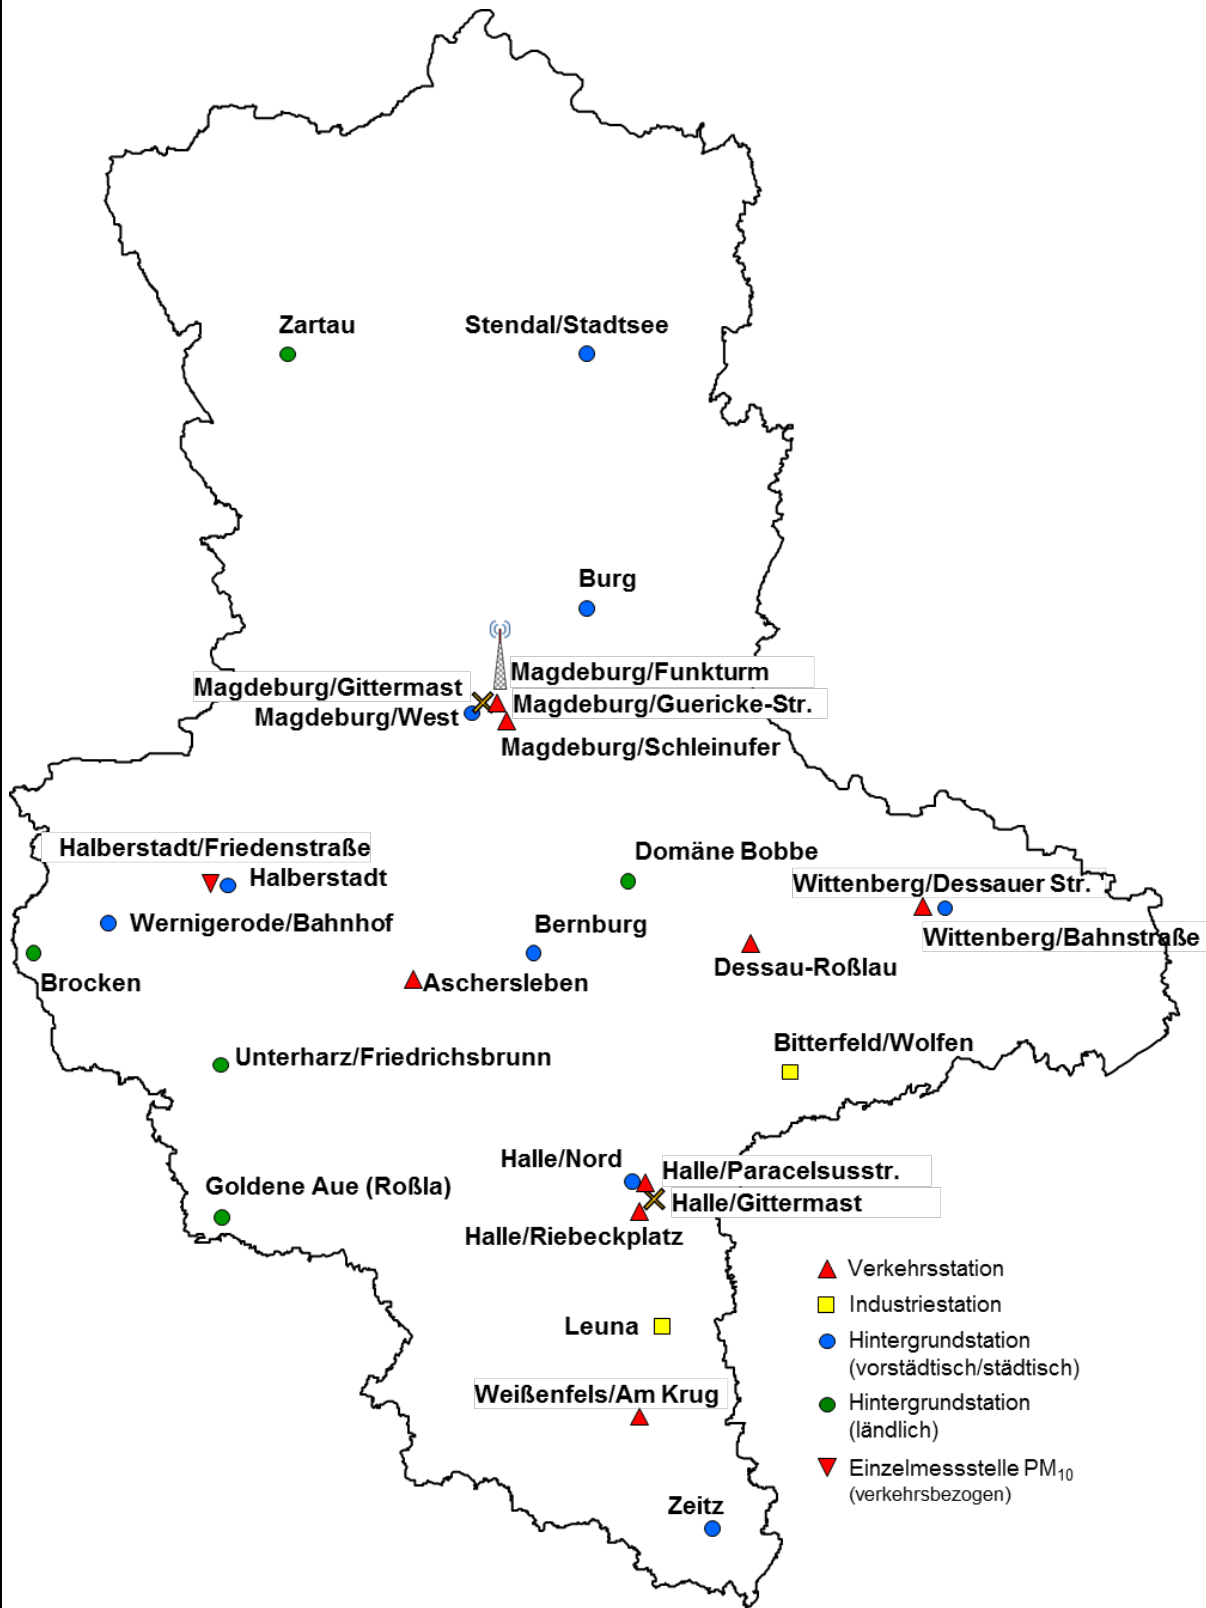 Zartau
Stendal/Stadtsee
Burg
Magdeburg/Funkturm
Magdeburg/Gittermast
Magdeburg/Guericke-Str.
Magdeburg/West
Magdeburg/Schleinufer
Halberstadt/Friedenstraße
Halberstadt
Domäne Bobbe
Wittenberg/Dessauer Str.
Wernigerode/Bahnhof
Bernburg
Wittenberg/Bahnstraße
Dessau-Roßlau
Brocken
Aschersleben
Unterharz/Friedrichsbrunn
Bitterfeld/Wolfen
Halle/Nord
Halle/Paracelsusstr.
Goldene Aue (Roßla)
Halle/Gittermast
Halle/Riebeckplatz
Leuna
Weißenfels/Am Krug
Zeitz
Verkehrsstation
Industriestation
Hintergrundstation
(vorstädtisch/städtisch)
Hintergrundstation
(ländlich)
Einzelmessstelle PM₁₀
(verkehrsbezogen)